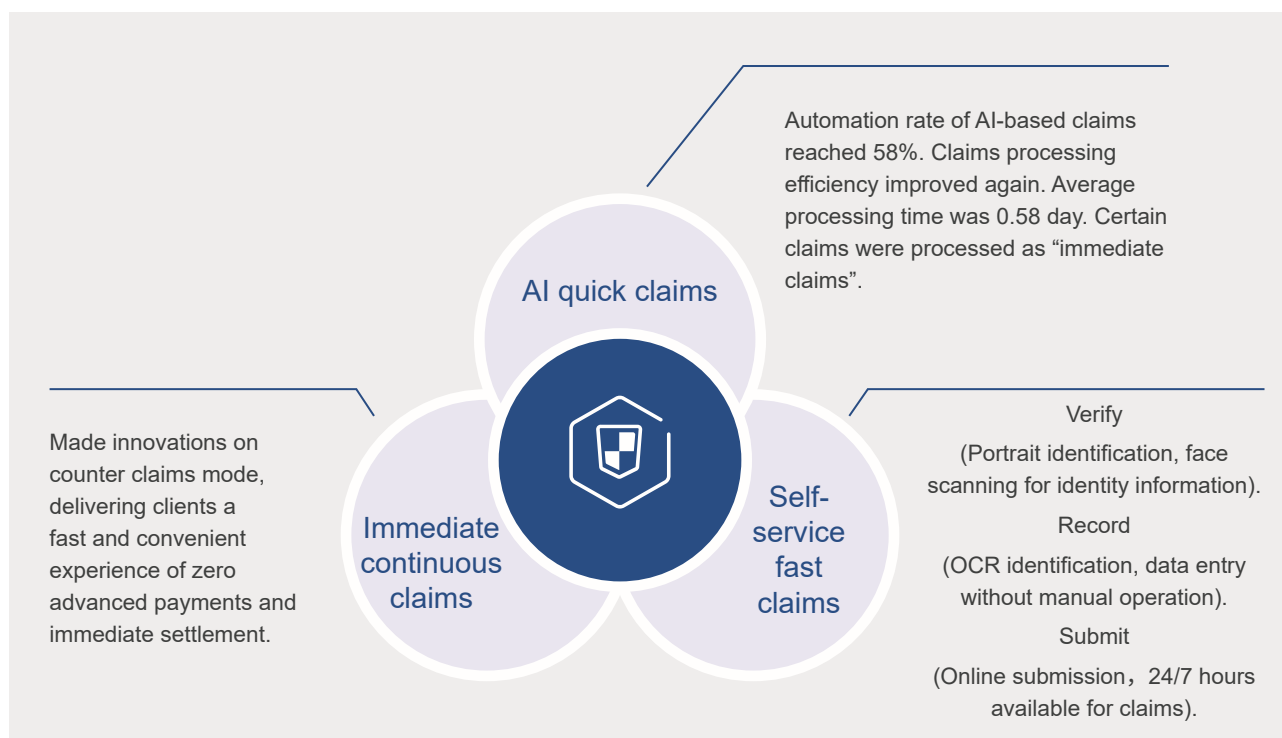 Automation rate of AI-based claims
reached 58%. Claims processing
efficiency improved again. Average
processing time was 0.58 day. Certain
claims were processed as “immediate
claims”.
AI quick claims
Made innovations on
counter claims mode,
delivering clients a
fast and convenient
experience of zero
advanced payments and
immediate settlement.
Immediate
continuous
claims
Self-
service
fast
claims
Verify
(Portrait identification, face
scanning for identity information).
Record
(OCR identification, data entry
without manual operation).
Submit
(Online submission，24/7 hours
available for claims).